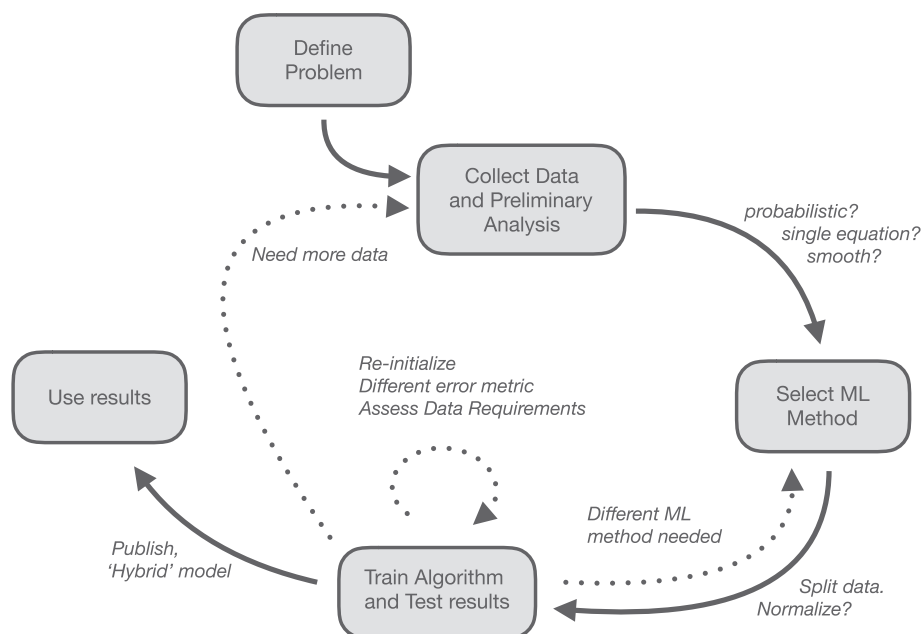 Define
Problem
Collect Data
and Preliminary
Analysis
probabilistic?
single equation?
smooth?
Need more data
Re-initialize
Different error metric
Assess Data Requirements
Use results
Select ML
Method
Different ML
method needed
Publish,
‘Hybrid’ model
Train Algorithm
and Test results
Split data.
Normalize?